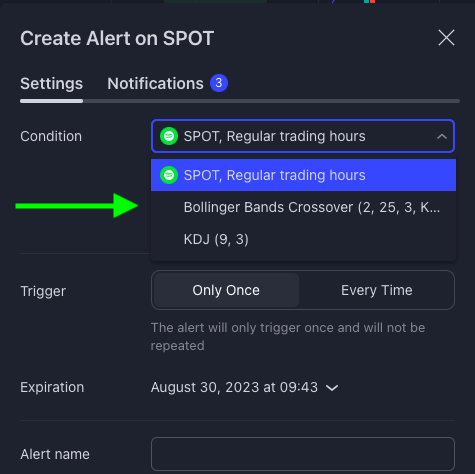 Create Alert on SPOT
Settings Notifications 3
Condition SPOT, Regular trading hours
SPOT, Regular trading hours
Bollinger Bands Crossover (2, 25, 3, K...
KDJ (9, 3)
Trigger Only Once Every Time
The alert will only trigger once and will not be
repeated
Expiration August 30, 2023 at 09:43
Alert name